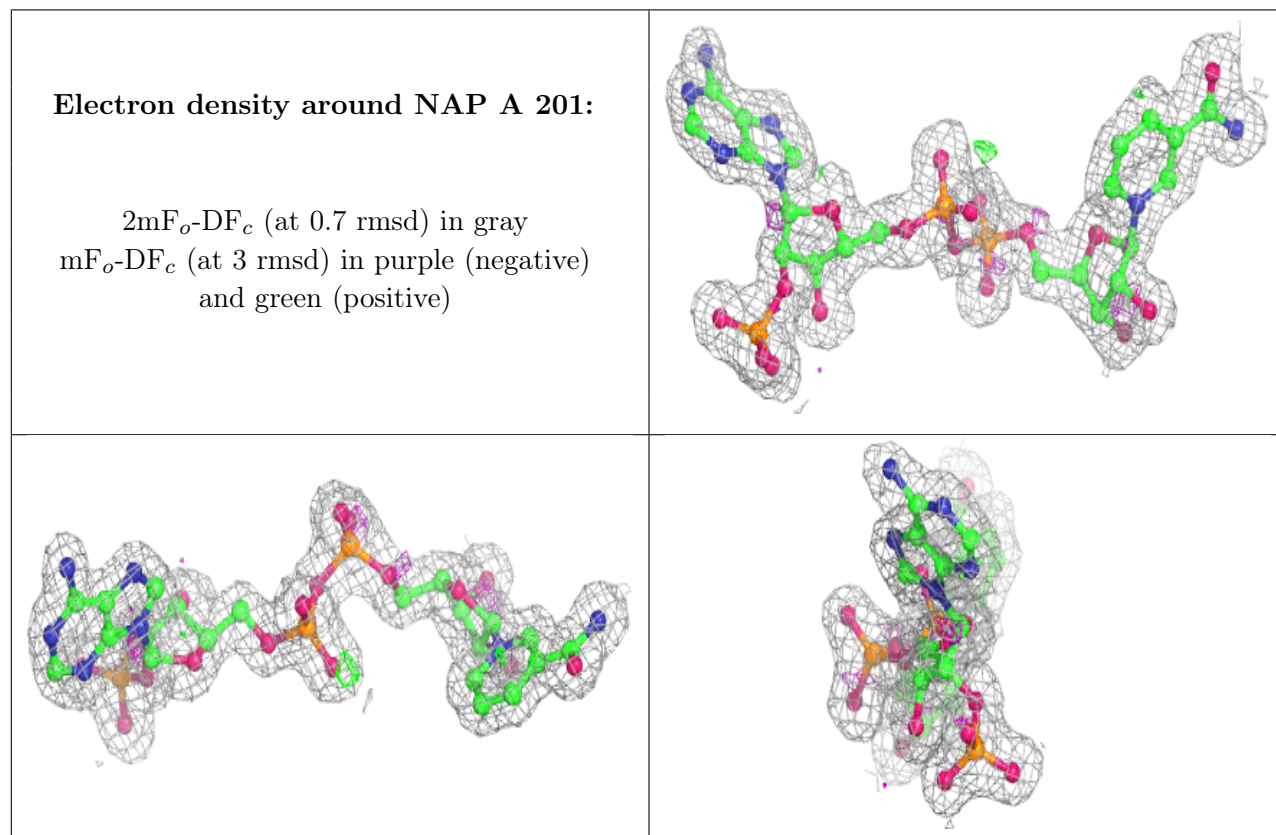 Electron density around NAP A 201:
2mFo-DFc (at 0.7 rmsd) in gray
mFo-DFc (at 3 rmsd) in purple (negative)
and green (positive)